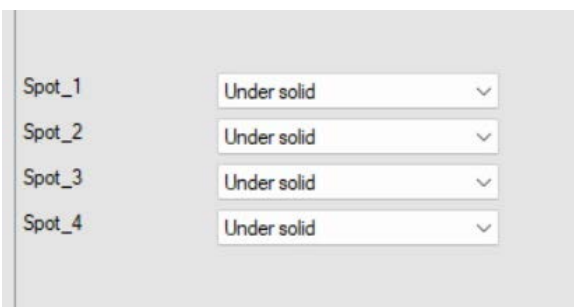 Spot_1 Under solid
Spot_2 Under solid
Spot_3 Under solid
Spot_4 Under solid